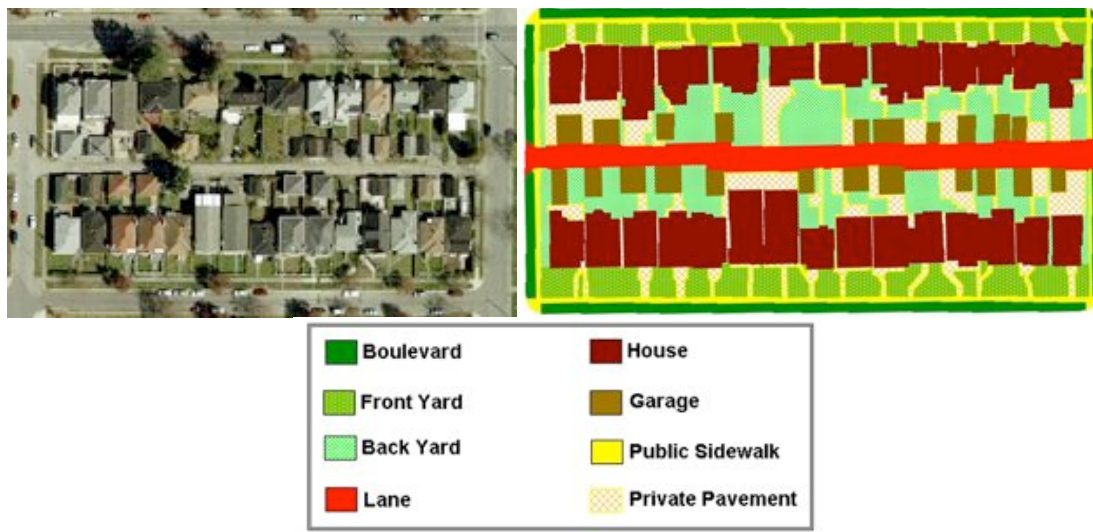 Boulevard
House
Front Yard
Garage
Back Yard
Public Sidewalk
Lane
Private Pavement